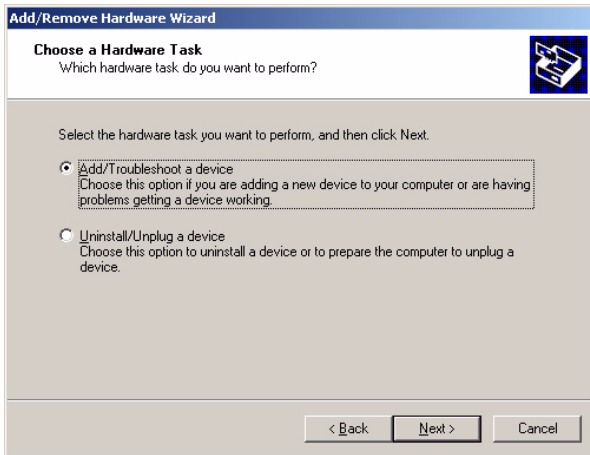 Add/Remove Hardware Wizard
Choose a Hardware Task
Which hardware task do you want to perform?
Select the hardware task you want to perform, and then click Next.
Add/Troubleshoot a device
Choose this option if you are adding a new device to your computer or are having
problems getting a device working.
Uninstall/Unplug a device
Choose this option to uninstall a device or to prepare the computer to unplug a
device.
< Back
Next >
Cancel